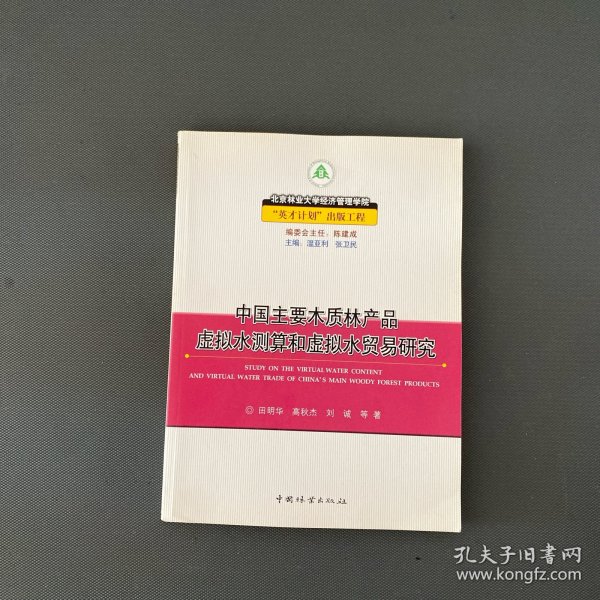 北京林业大学经济管理学院
“英才计划”出版工程
编委会主任：陈建成
主编：温亚利 张卫民
中国主要木质林产品
虚拟水测算和虚拟水贸易研究
STUDY ON THE VIRTUAL WATER CONTENT
AND VIRTUAL WATER TRADE OF CHINA'S MAIN WOODY FOREST PRODUCTS
◎ 田明华 高秋杰 刘诚 等著
中国林业出版社
孔夫子旧书网
www.kongfz.com